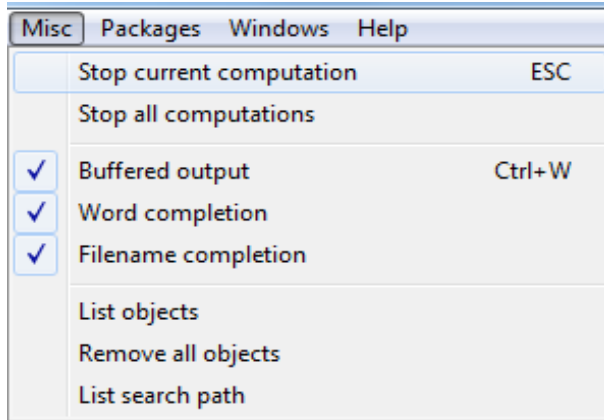 Misc Packages Windows Help
Stop current computation ESC
Stop all computations
Buffered output Ctrl+W
Word completion
Filename completion
List objects
Remove all objects
List search path